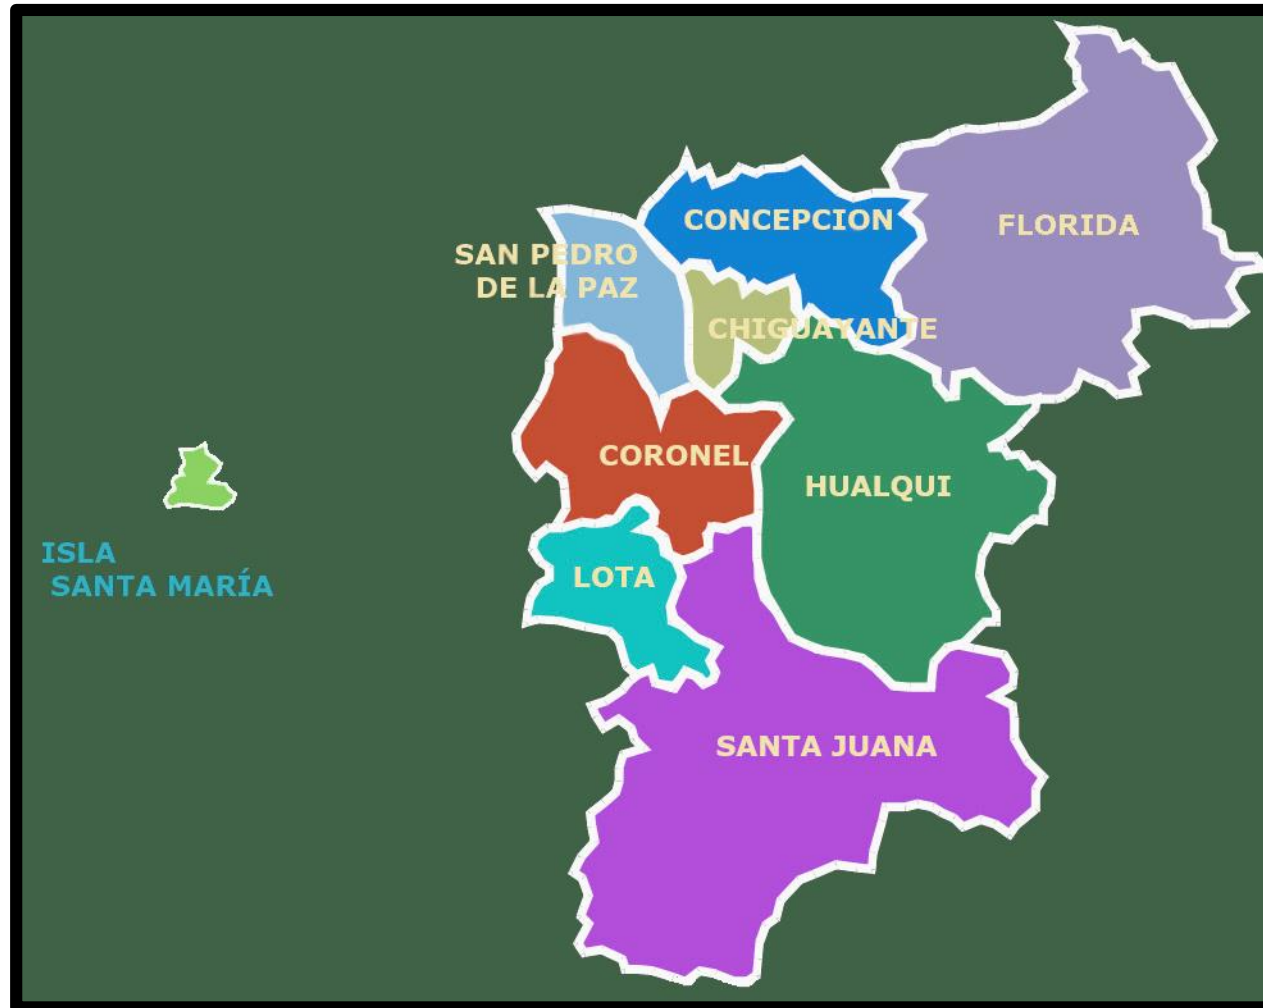 CONCEPCION
FLORIDA
SAN PEDRO
DE LA PAZ
CHIGUAYANTE
CORONEL
HUALQUI
ISLA
SANTA MARÍA
LOTA
SANTA JUANA